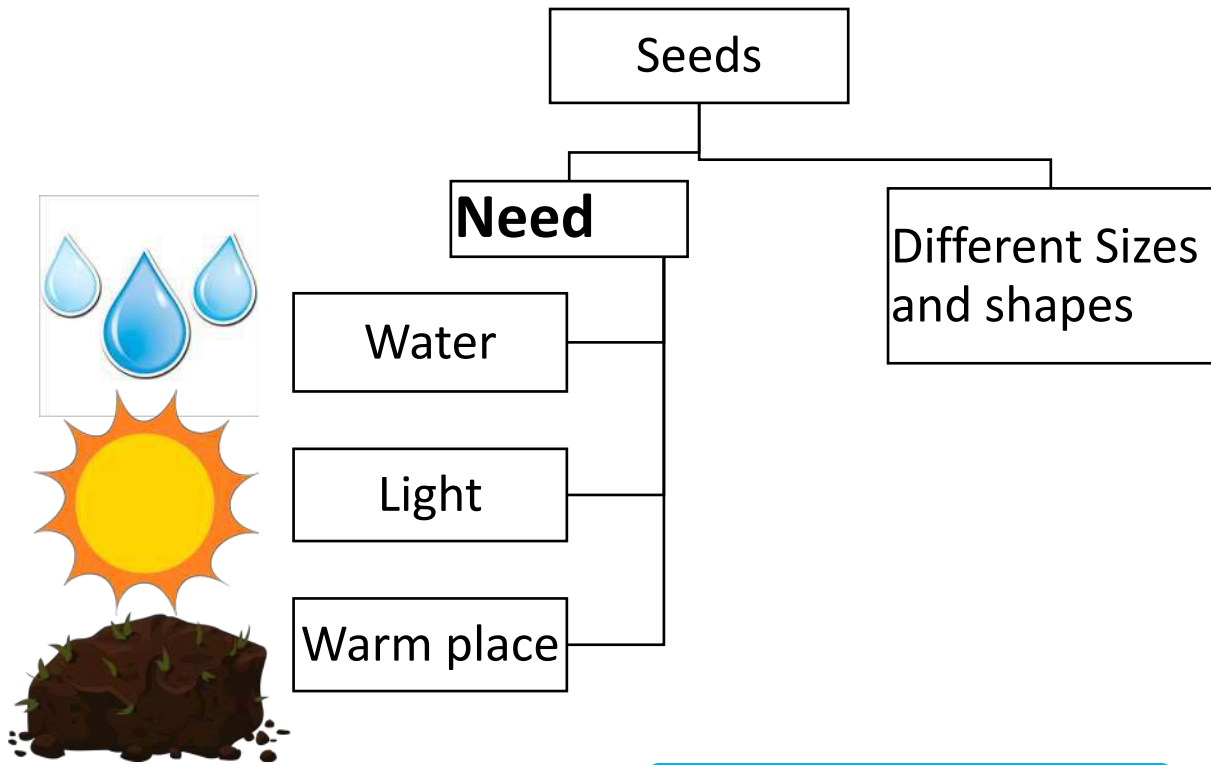 Seeds
Need
Different Sizes
and shapes
Water
Light
Warm place